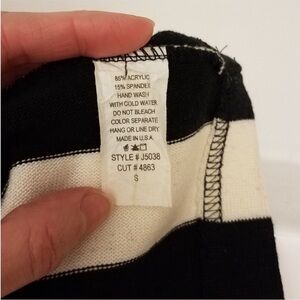 85% ACRYLIC
15% SPANDEX
HAND WASH
WITH COLD WATER
DO NOT BLEACH
COLOR SEPARATE
HANG OR LINE DRY
MADE IN U.S.A.
STYLE # J5038
CUT # 4863
S